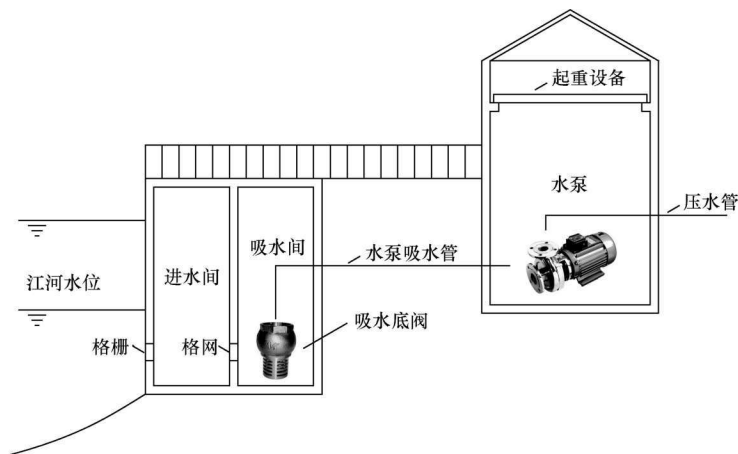 起重设备
水泵
压水管
吸水间
水泵吸水管
江河水位
进水间
吸水底阀
格栅
格网